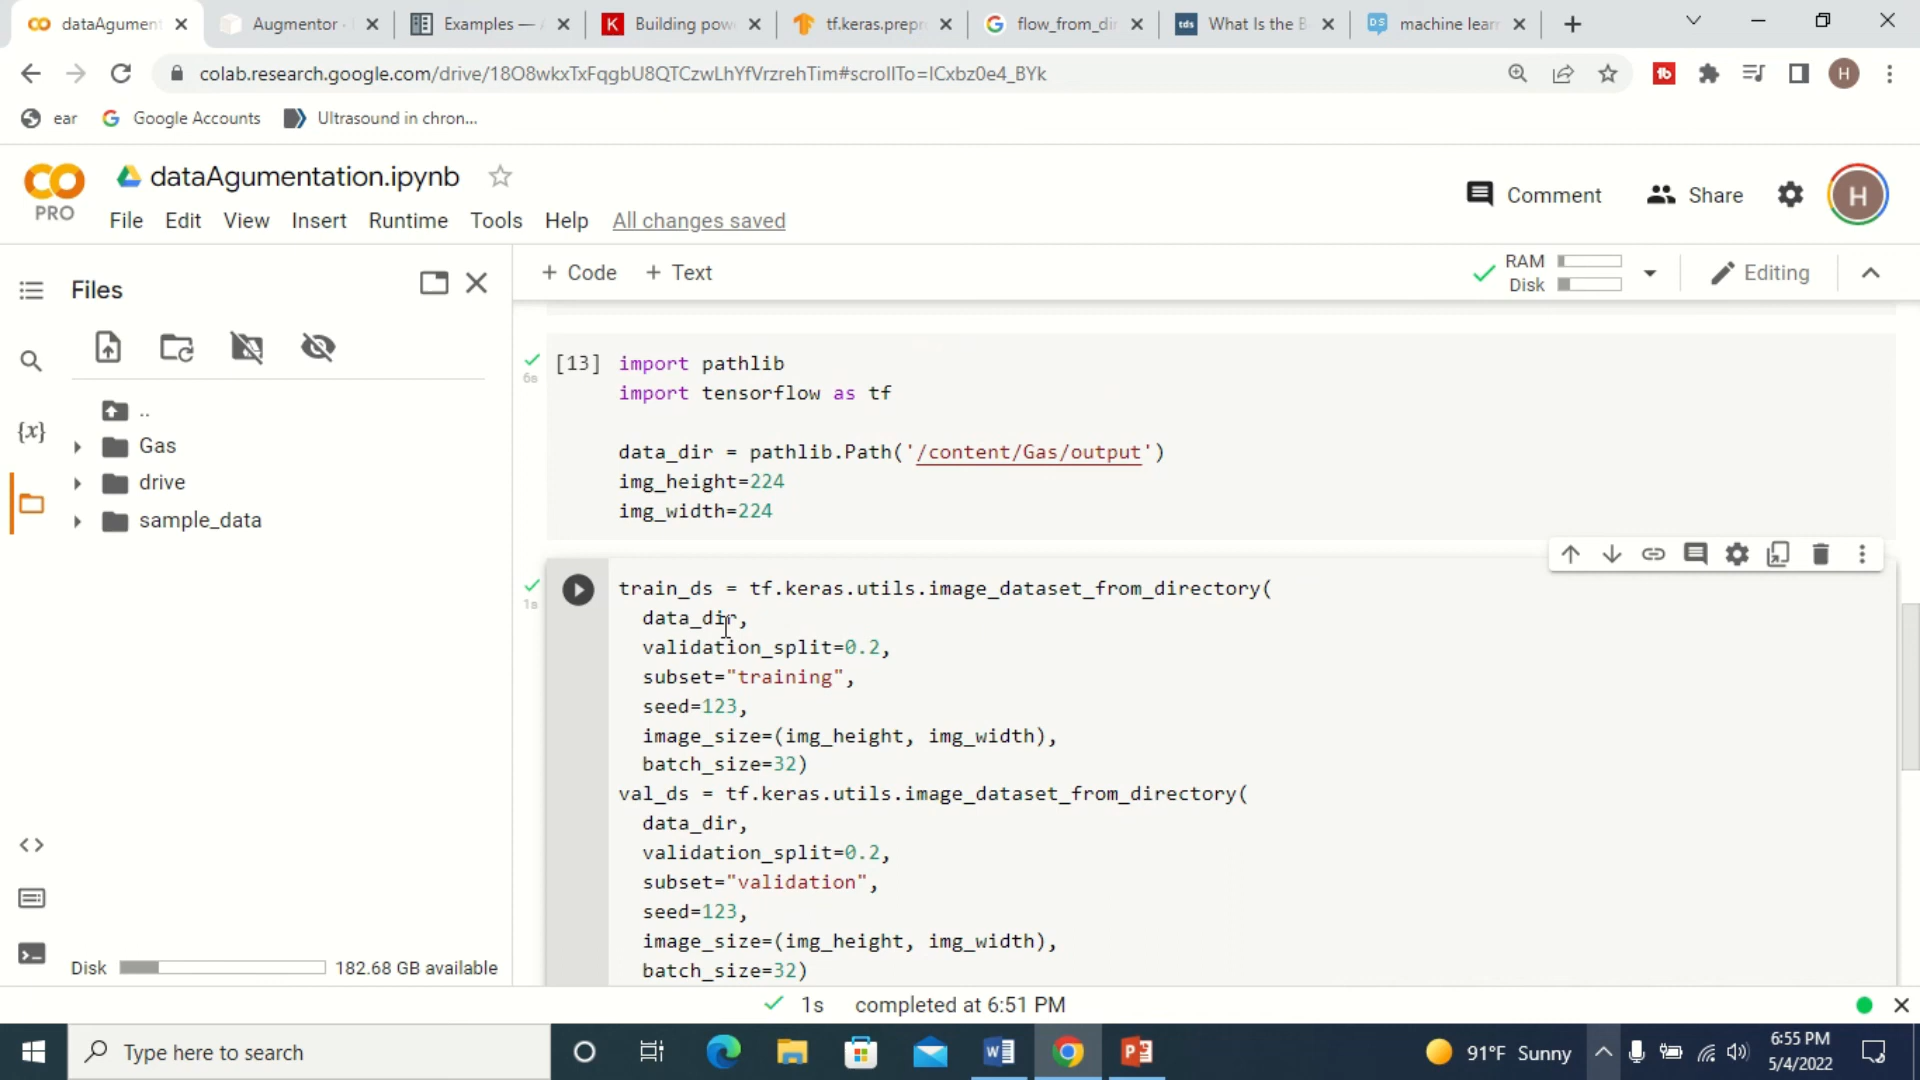 dataAgumen
Augmentor -
Examples —
Building pow
tf.keras.prepr
flow_from_dir
What Is the B
machine lear
colab.research.google.com/drive/18O8wkxTxFqgbU8QTCzwLhYfVrzrehTim#scrollTo=lCxbz0e4_BYk
ear
Google Accounts
Ultrasound in chron...
CO
PRO
dataAgumentation.ipynb
File Edit View Insert Runtime Tools Help All changes saved
Comment
Share
H
Files
+ Code + Text
RAM
Disk
Editing
..
Gas
drive
sample_data
[13]
6s
import pathlib
import tensorflow as tf
data_dir = pathlib.Path('/content/Gas/output')
img_height=224
img_width=224
1s
train_ds = tf.keras.utils.image_dataset_from_directory(
data_dir,
validation_split=0.2,
subset="training",
seed=123,
image_size=(img_height, img_width),
batch_size=32)
val_ds = tf.keras.utils.image_dataset_from_directory(
data_dir,
validation_split=0.2,
subset="validation",
seed=123,
image_size=(img_height, img_width),
batch_size=32)
Disk 182.68 GB available
1s completed at 6:51 PM
Type here to search
91°F Sunny
6:55 PM
5/4/2022